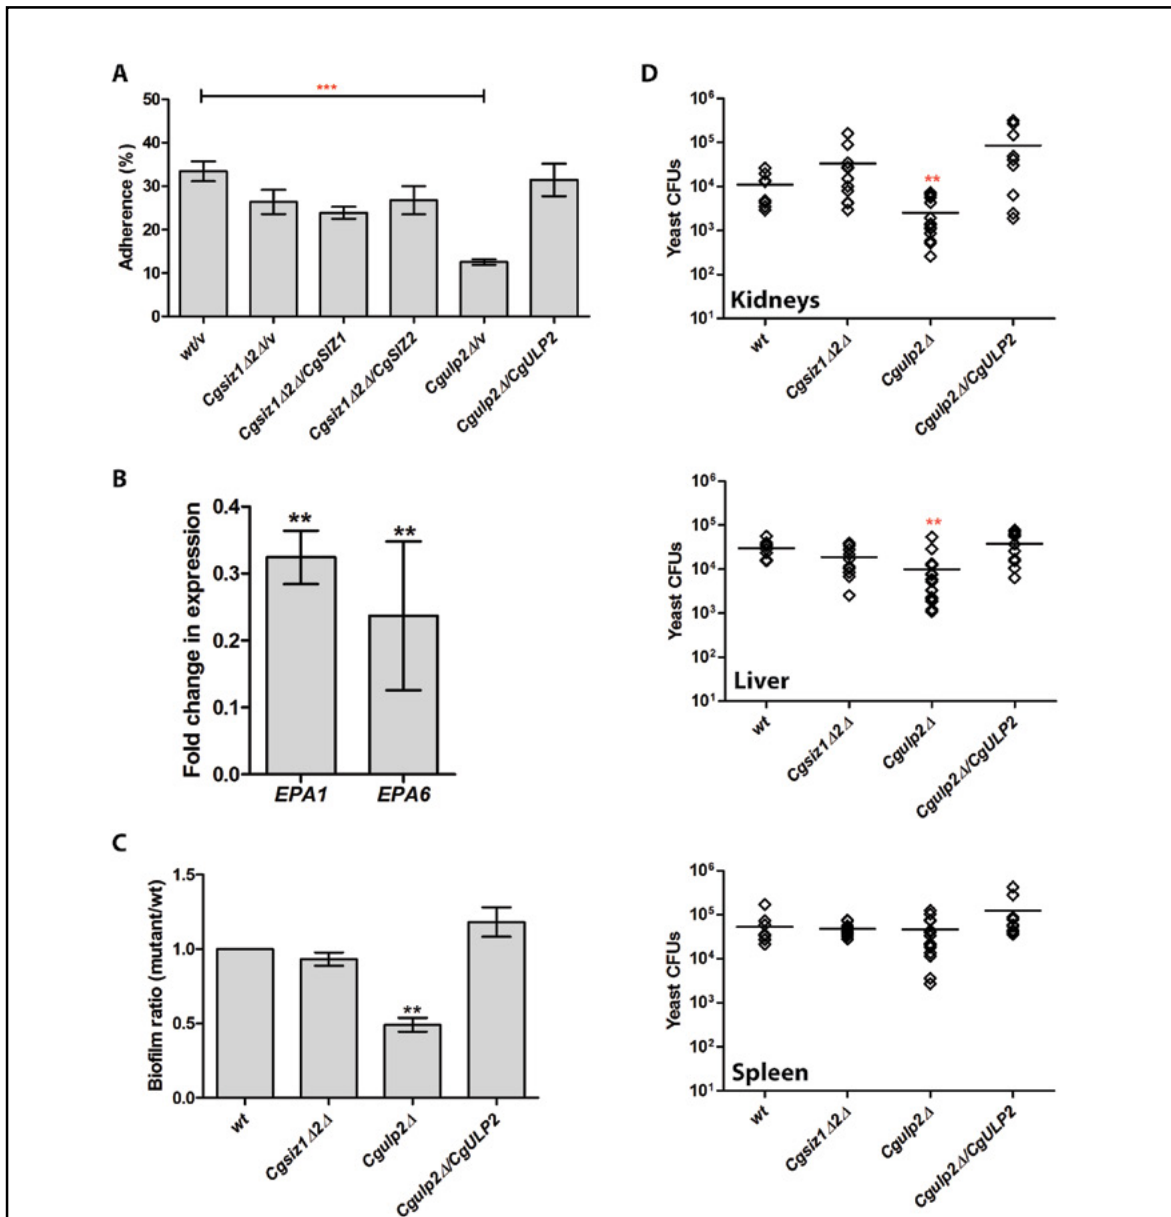 A
***
50
40
30
20
10
0
Adherence (%)
wt/v
Cgsiz1Δ2Δ/v
Cgsiz1Δ2Δ/CgSIZ1
Cgsiz1Δ2Δ/CgSIZ2
Cgulp2Δ/v
Cgulp2Δ/CgULP2
B
0.4
0.3
0.2
0.1
0.0
Fold change in expression
**
**
EPA1
EPA6
C
1.5
1.0
0.5
0.0
Biofilm ratio (mutant/wt)
**
wt
Cgsiz1Δ2Δ
Cgulp2Δ
Cgulp2Δ/CgULP2
D
10⁶
10⁵
10⁴
10³
10²
10¹
Yeast CFUs
**
Kidneys
wt
Cgsiz1Δ2Δ
Cgulp2Δ
Cgulp2Δ/CgULP2
10⁶
10⁵
10⁴
10³
10²
10¹
Yeast CFUs
**
Liver
wt
Cgsiz1Δ2Δ
Cgulp2Δ
Cgulp2Δ/CgULP2
10⁶
10⁵
10⁴
10³
10²
10¹
Yeast CFUs
Spleen
wt
Cgsiz1Δ2Δ
Cgulp2Δ
Cgulp2Δ/CgULP2